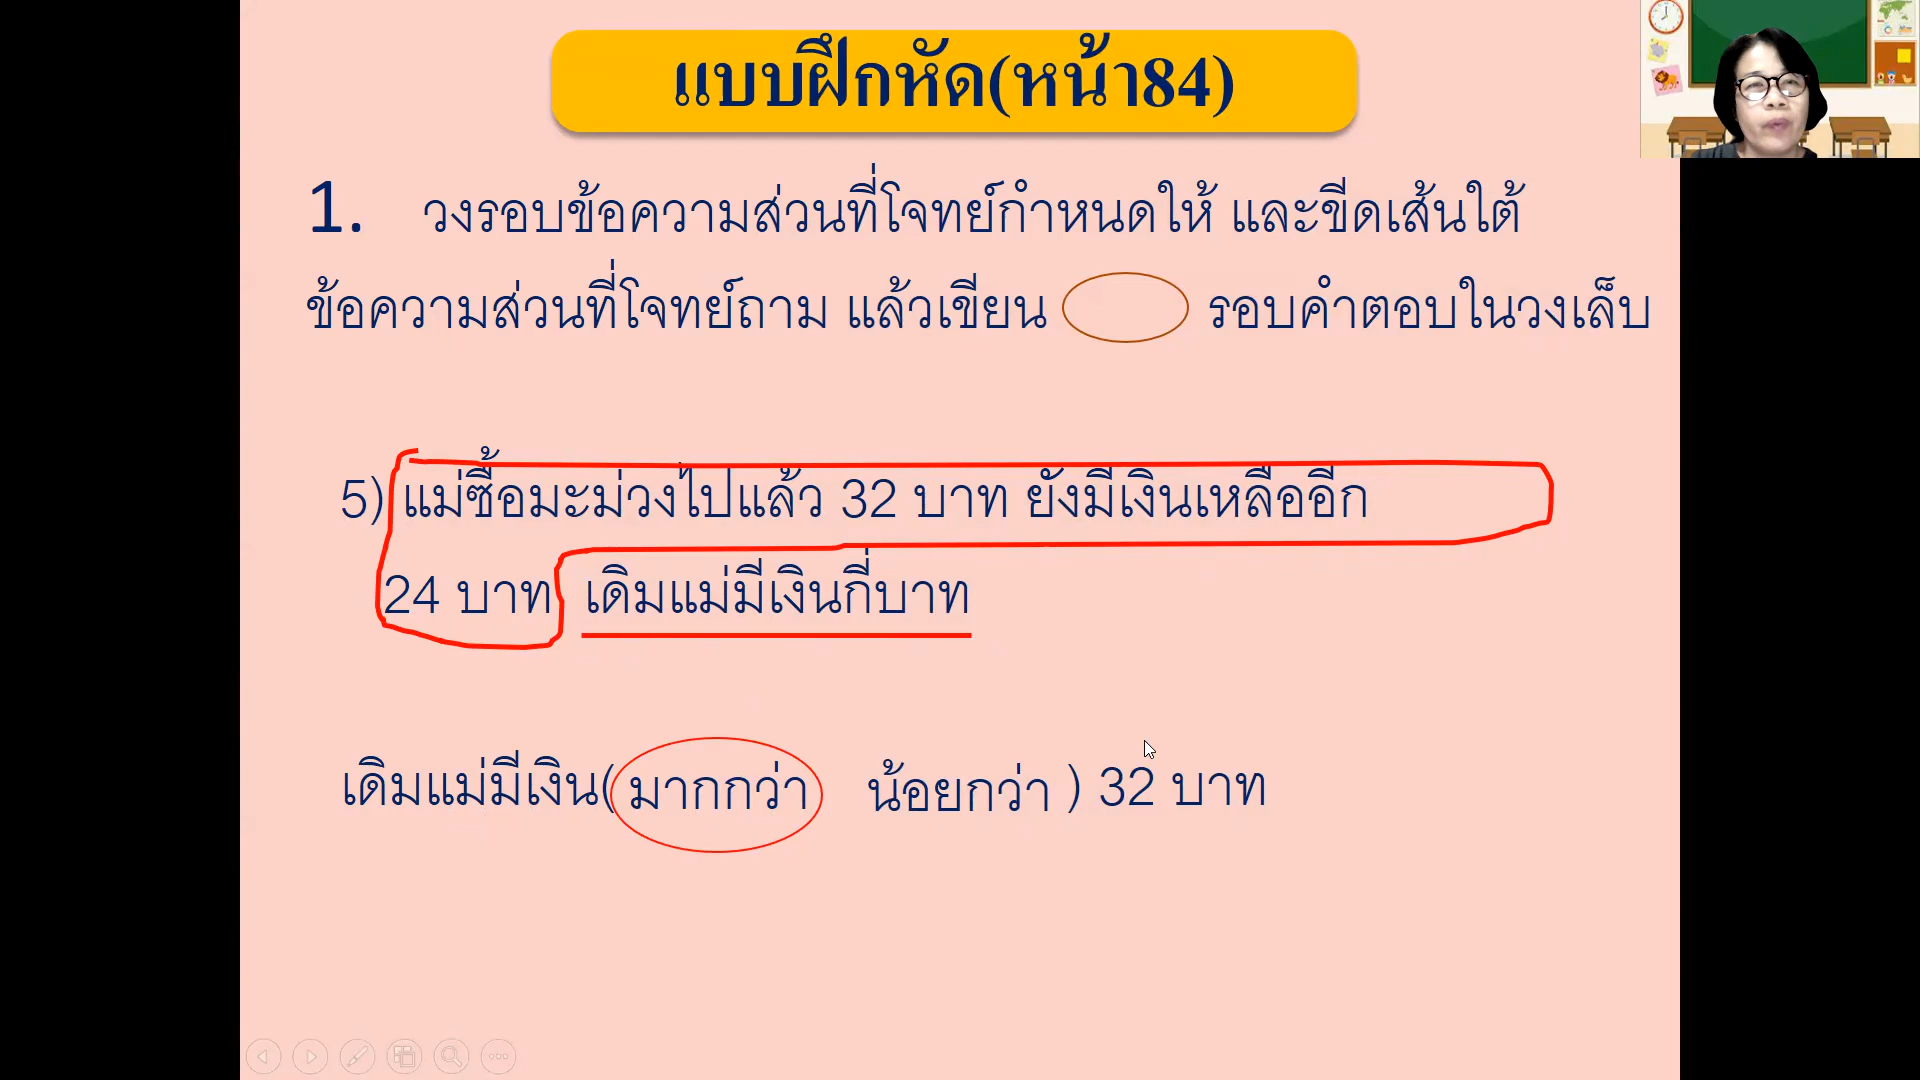 แบบฝึกหัด(หน้า84)
1. วงรอบข้อความส่วนที่โจทย์กำหนดให้ และขีดเส้นใต้
ข้อความส่วนที่โจทย์ถาม แล้วเขียน รอบคำตอบในวงเล็บ
5) แม่ซื้อมะม่วงไปแล้ว 32 บาท ยังมีเงินเหลืออีก
24 บาท เดิมแม่มีเงินกี่บาท
เดิมแม่มีเงิน( มากกว่า น้อยกว่า ) 32 บาท